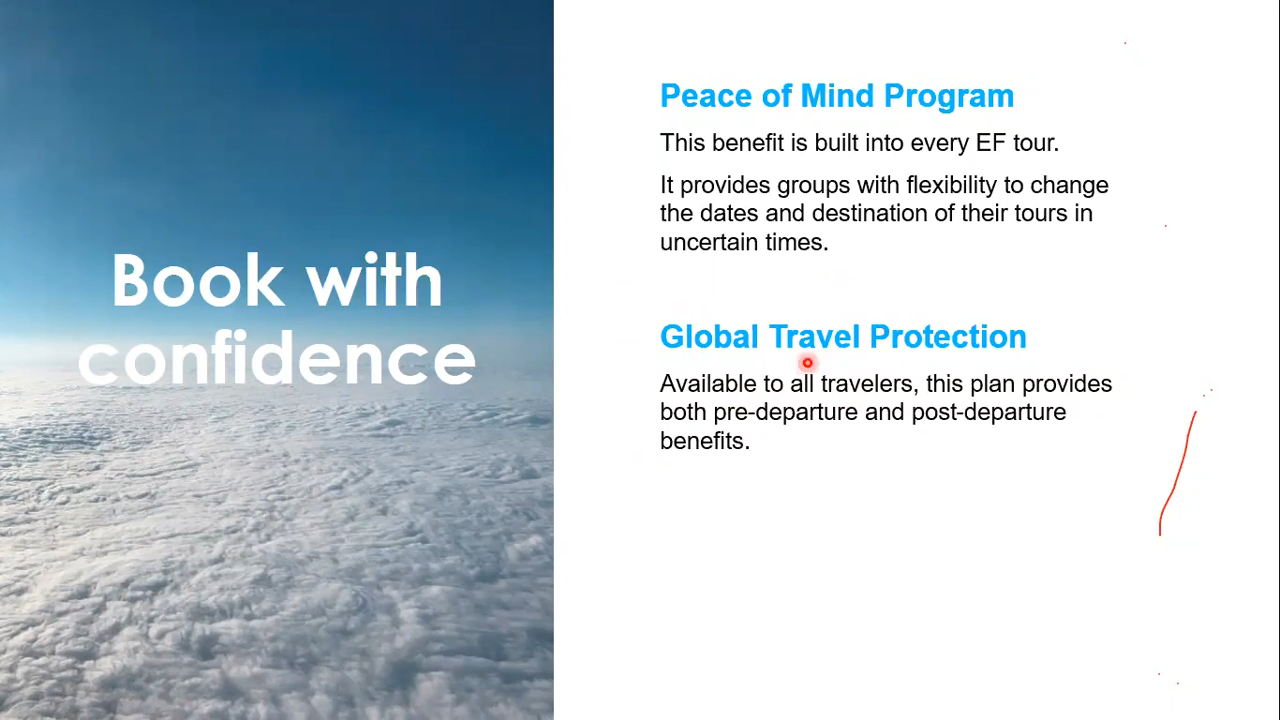 Book with
confidence
Peace of Mind Program
This benefit is built into every EF tour.
It provides groups with flexibility to change
the dates and destination of their tours in
uncertain times.
Global Travel Protection
Available to all travelers, this plan provides
both pre-departure and post-departure
benefits.